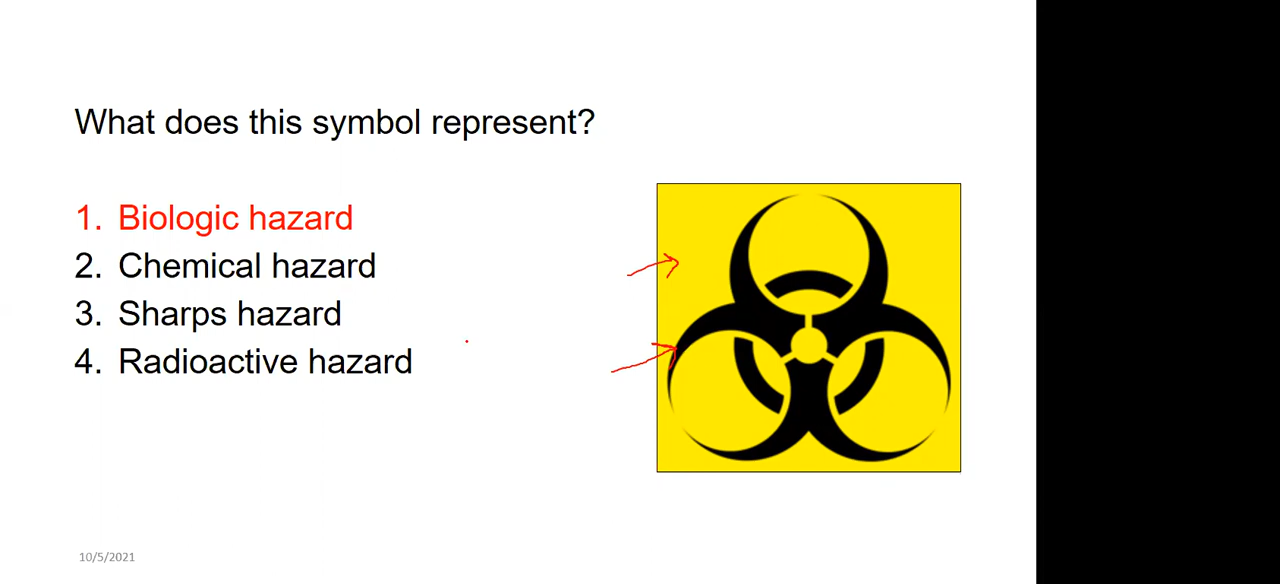 What does this symbol represent?
1. Biologic hazard
2. Chemical hazard
3. Sharps hazard
4. Radioactive hazard
10/5/2021